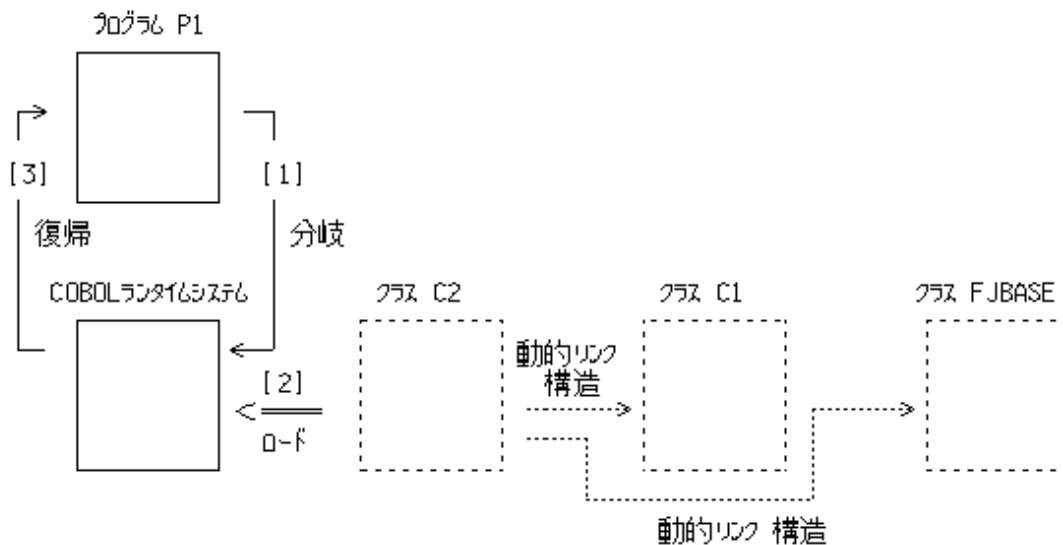 プログラム P1
[3]
[1]
復帰
分岐
COBOLランタイムシステム
クラス C2
クラス C1
クラス FJBASE
動的リンク
構造
[2]
ロード
動的リンク 構造